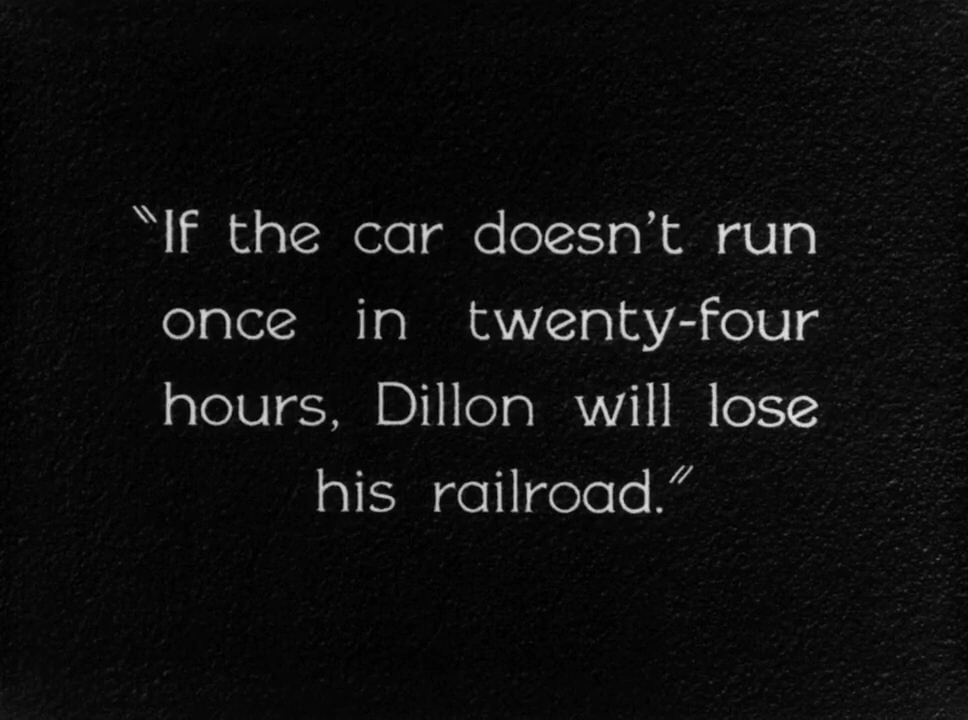 “If the car doesn’t run
once in twenty-four
hours, Dillon will lose
his railroad.”